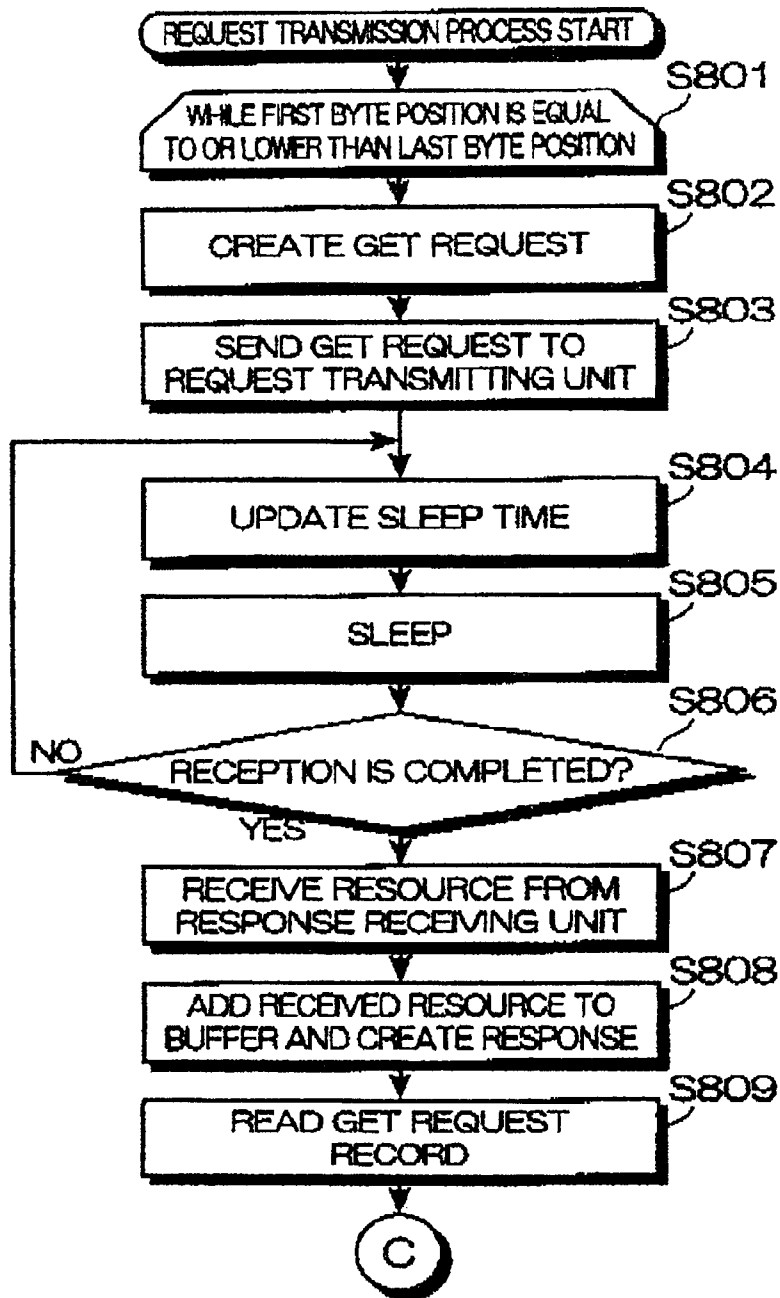 REQUEST TRANSMISSION PROCESS START
S801
WHILE FIRST BYTE POSITION IS EQUAL
TO OR LOWER THAN LAST BYTE POSITION
S802
CREATE GET REQUEST
S803
SEND GET REQUEST TO
REQUEST TRANSMITTING UNIT
S804
UPDATE SLEEP TIME
S805
SLEEP
S806
NO
RECEPTION IS COMPLETED?
YES
S807
RECEIVE RESOURCE FROM
RESPONSE RECEIVING UNIT
S808
ADD RECEIVED RESOURCE TO
BUFFER AND CREATE RESPONSE
S809
READ GET REQUEST
RECORD
C